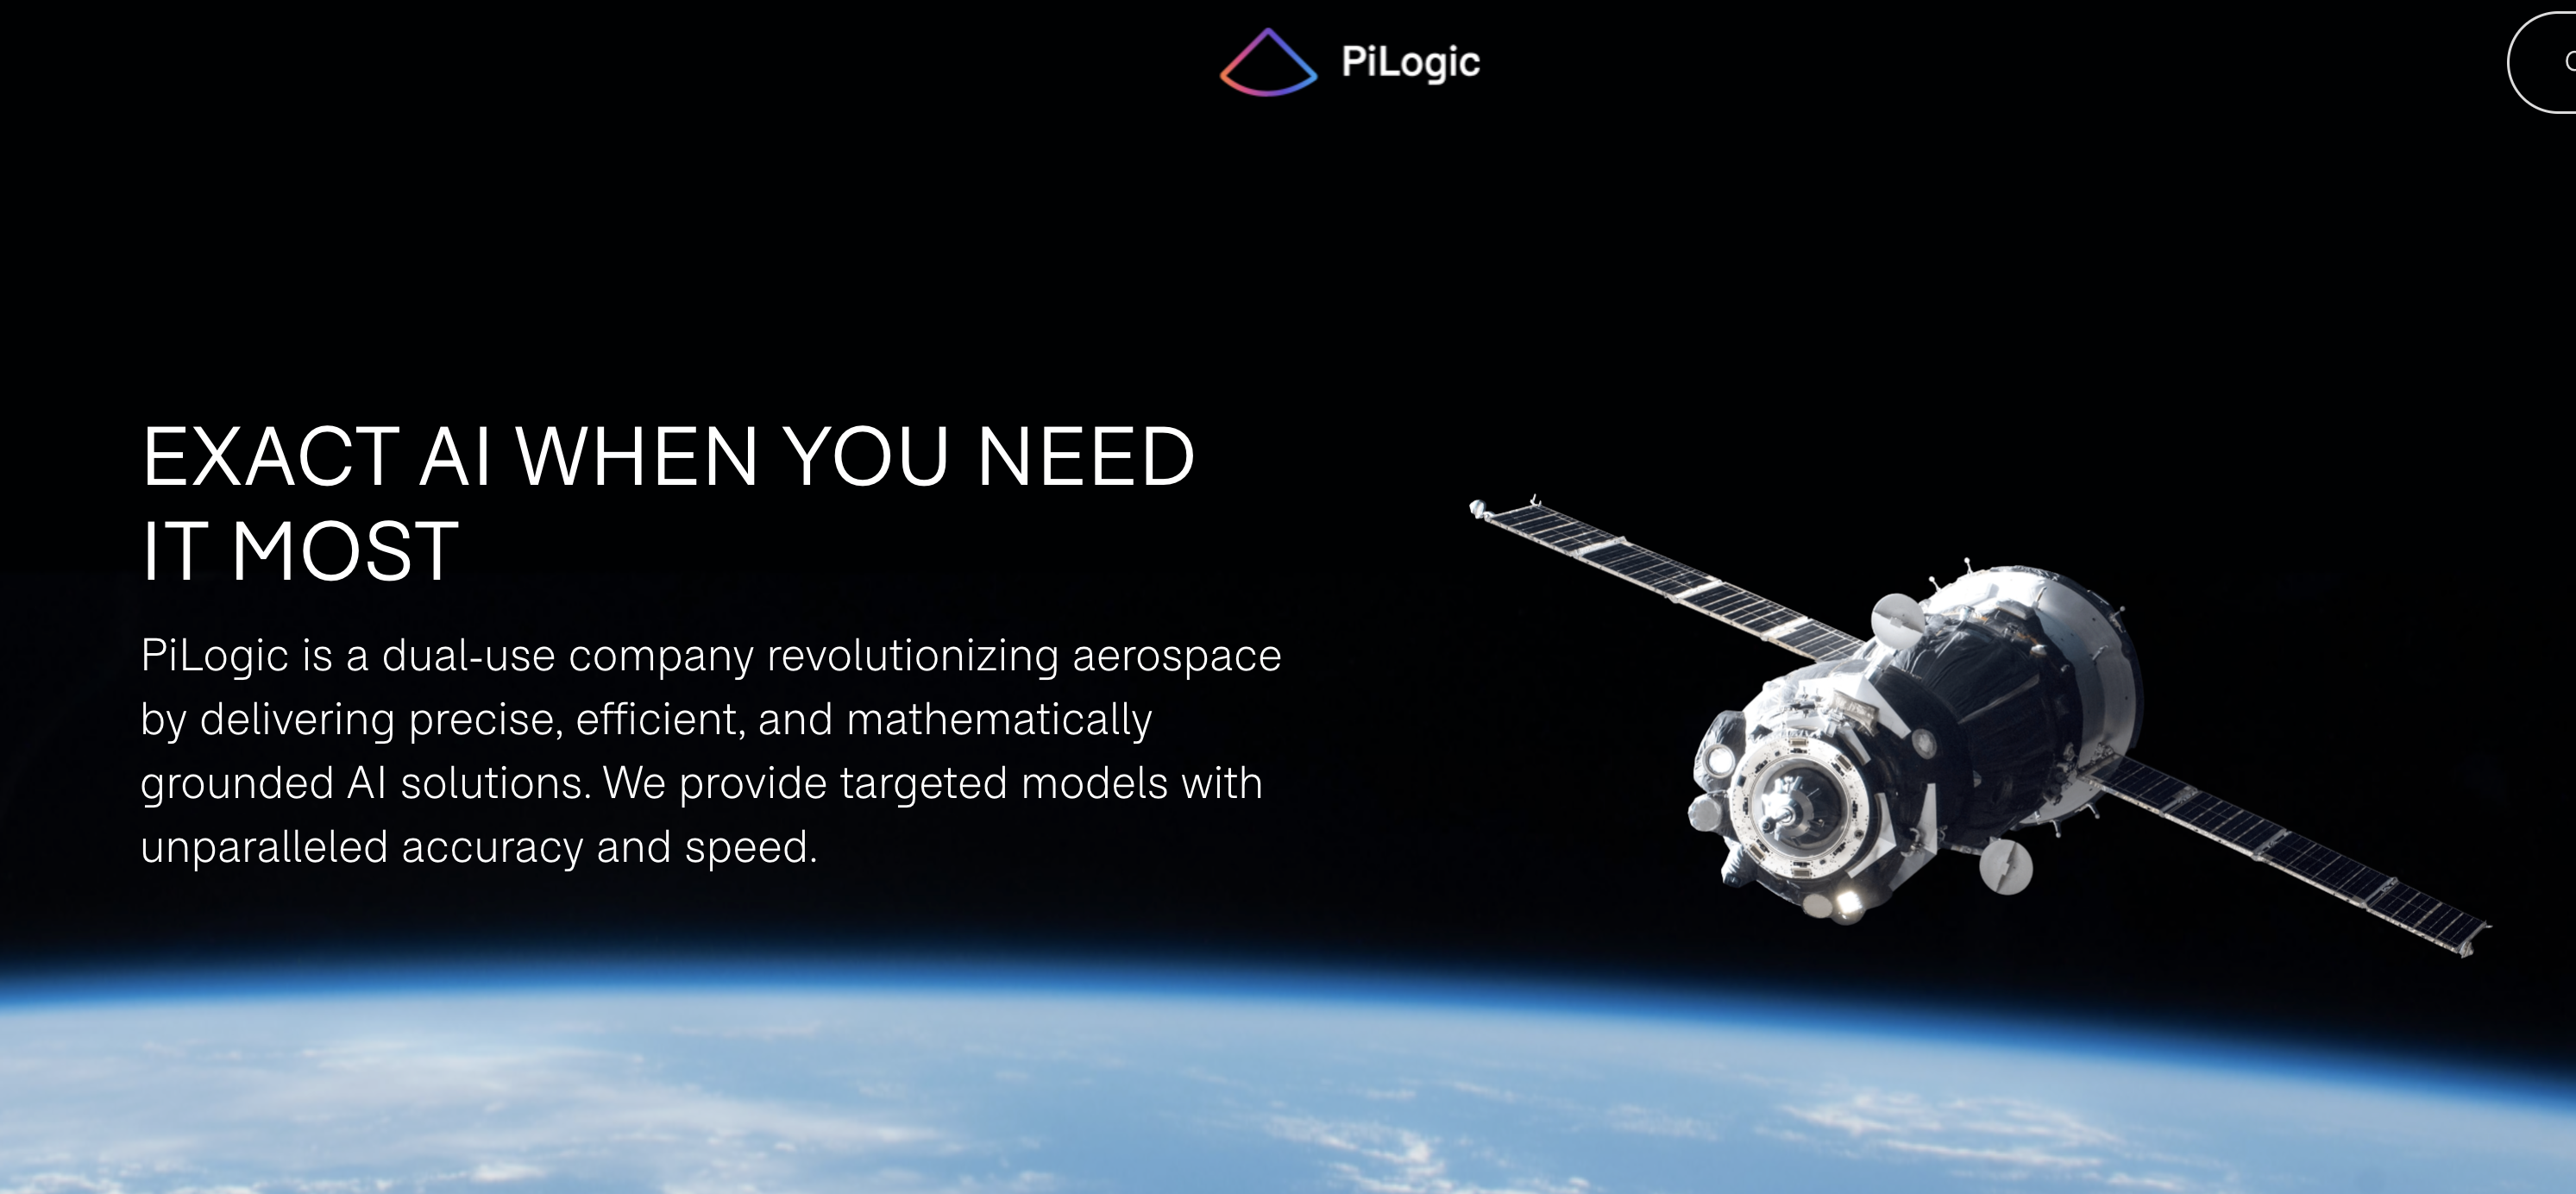 PiLogic
EXACT AI WHEN YOU NEED
IT MOST
PiLogic is a dual-use company revolutionizing aerospace
by delivering precise, efficient, and mathematically
grounded AI solutions. We provide targeted models with
unparalleled accuracy and speed.